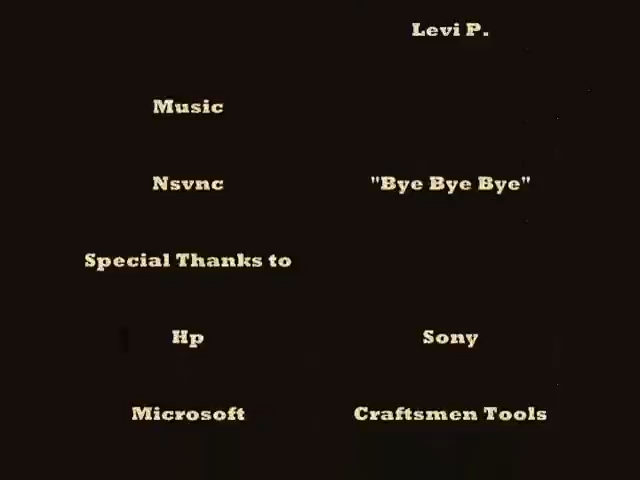 Levi P.
Music
Nsvnc "Bye Bye Bye"
Special Thanks to
Hp Sony
Microsoft Craftsmen Tools